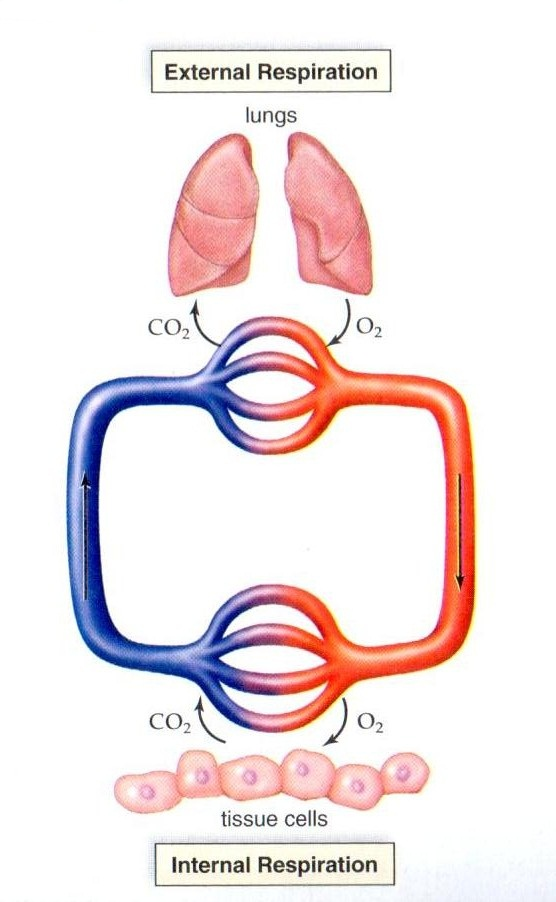 External Respiration
lungs
CO₂
O₂
CO₂
O₂
tissue cells
Internal Respiration